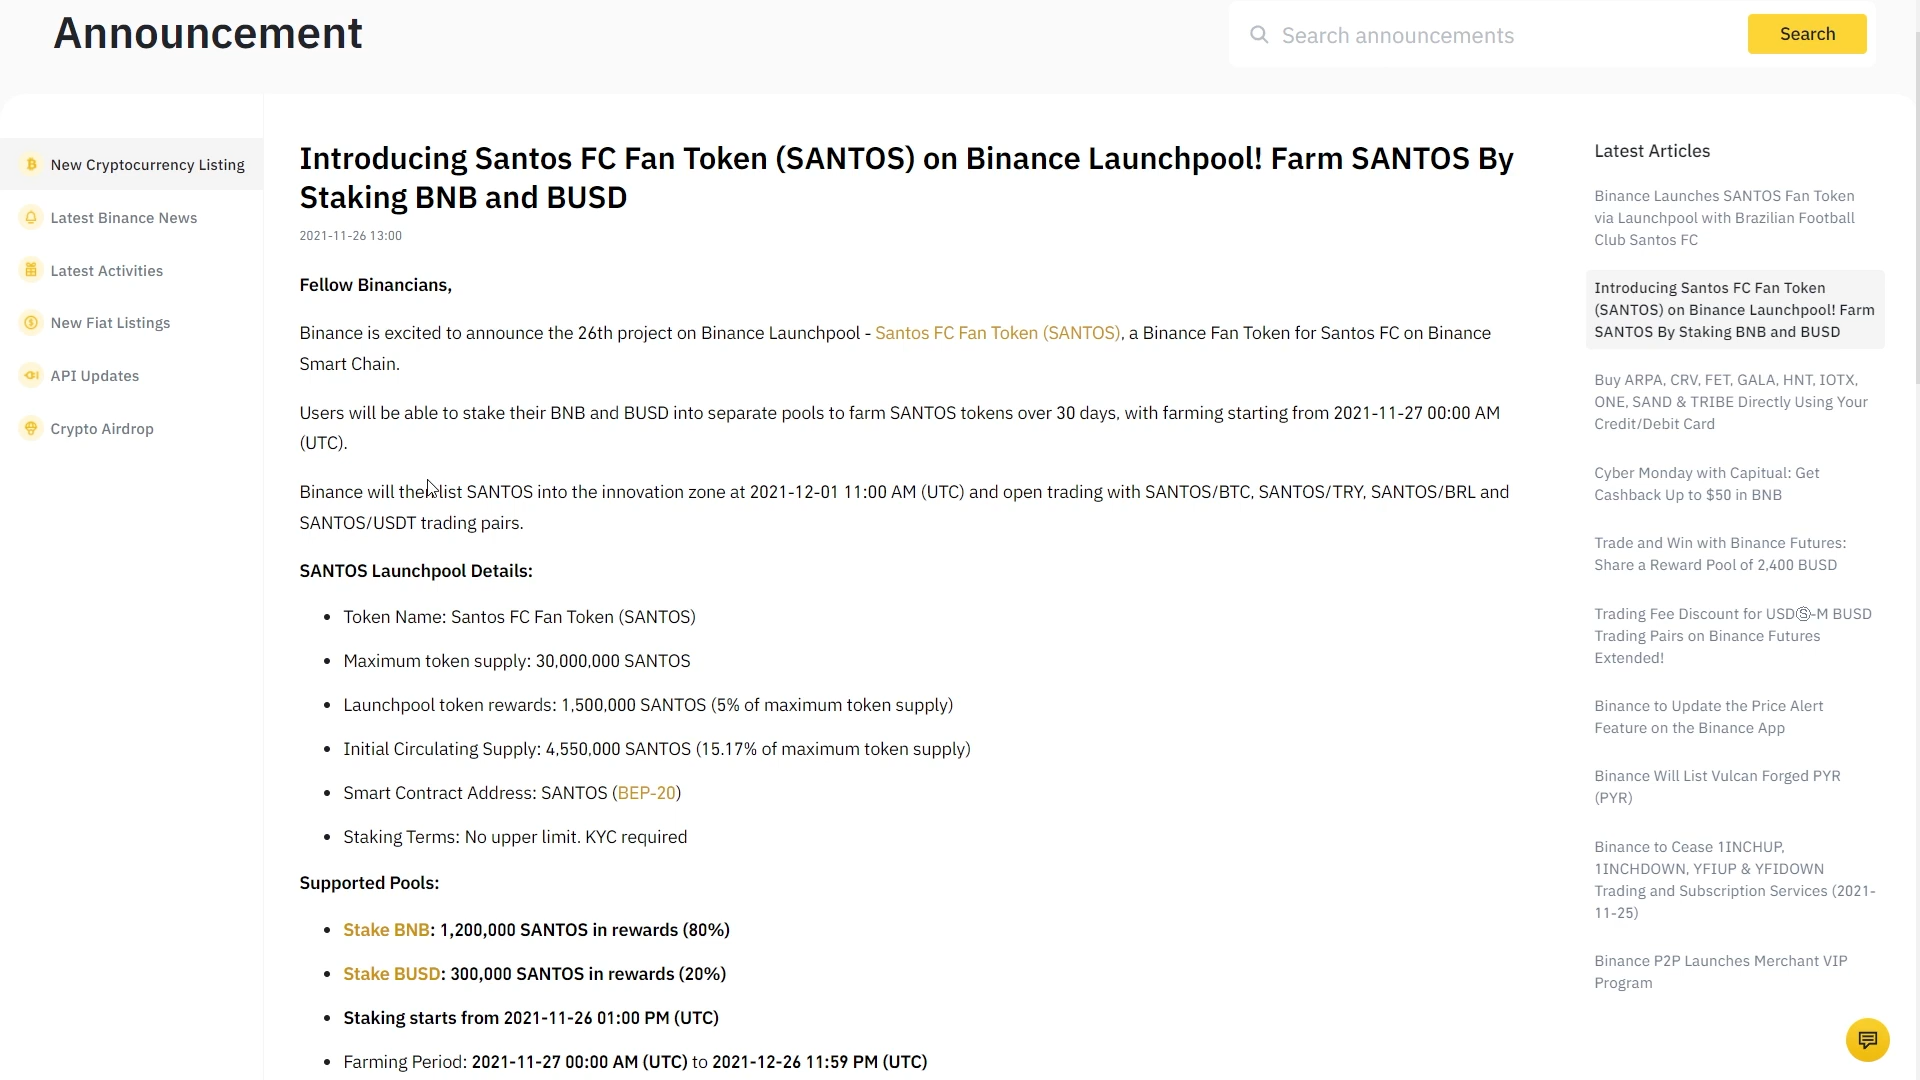 Announcement
Search announcements
Search
New Cryptocurrency Listing
Latest Binance News
Latest Activities
New Fiat Listings
API Updates
Crypto Airdrop
Introducing Santos FC Fan Token (SANTOS) on Binance Launchpool! Farm SANTOS By
Staking BNB and BUSD
2021-11-26 13:00
Fellow Binancians,
Binance is excited to announce the 26th project on Binance Launchpool - Santos FC Fan Token (SANTOS), a Binance Fan Token for Santos FC on Binance
Smart Chain.
Users will be able to stake their BNB and BUSD into separate pools to farm SANTOS tokens over 30 days, with farming starting from 2021-11-27 00:00 AM
(UTC).
Binance will then list SANTOS into the innovation zone at 2021-12-01 11:00 AM (UTC) and open trading with SANTOS/BTC, SANTOS/TRY, SANTOS/BRL and
SANTOS/USDT trading pairs.
SANTOS Launchpool Details:
• Token Name: Santos FC Fan Token (SANTOS)
• Maximum token supply: 30,000,000 SANTOS
• Launchpool token rewards: 1,500,000 SANTOS (5% of maximum token supply)
• Initial Circulating Supply: 4,550,000 SANTOS (15.17% of maximum token supply)
• Smart Contract Address: SANTOS (BEP-20)
• Staking Terms: No upper limit. KYC required
Supported Pools:
• Stake BNB: 1,200,000 SANTOS in rewards (80%)
• Stake BUSD: 300,000 SANTOS in rewards (20%)
• Staking starts from 2021-11-26 01:00 PM (UTC)
• Farming Period: 2021-11-27 00:00 AM (UTC) to 2021-12-26 11:59 PM (UTC)
Latest Articles
Binance Launches SANTOS Fan Token
via Launchpool with Brazilian Football
Club Santos FC
Introducing Santos FC Fan Token
(SANTOS) on Binance Launchpool! Farm
SANTOS By Staking BNB and BUSD
Buy ARPA, CRV, FET, GALA, HNT, IOTX,
ONE, SAND & TRIBE Directly Using Your
Credit/Debit Card
Cyber Monday with Capitual: Get
Cashback Up to $50 in BNB
Trade and Win with Binance Futures:
Share a Reward Pool of 2,400 BUSD
Trading Fee Discount for USDⓈ-M BUSD
Trading Pairs on Binance Futures
Extended!
Binance to Update the Price Alert
Feature on the Binance App
Binance Will List Vulcan Forged PYR
(PYR)
Binance to Cease 1INCHUP,
1INCHDOWN, YFIUP & YFIDOWN
Trading and Subscription Services (2021-
11-25)
Binance P2P Launches Merchant VIP
Program